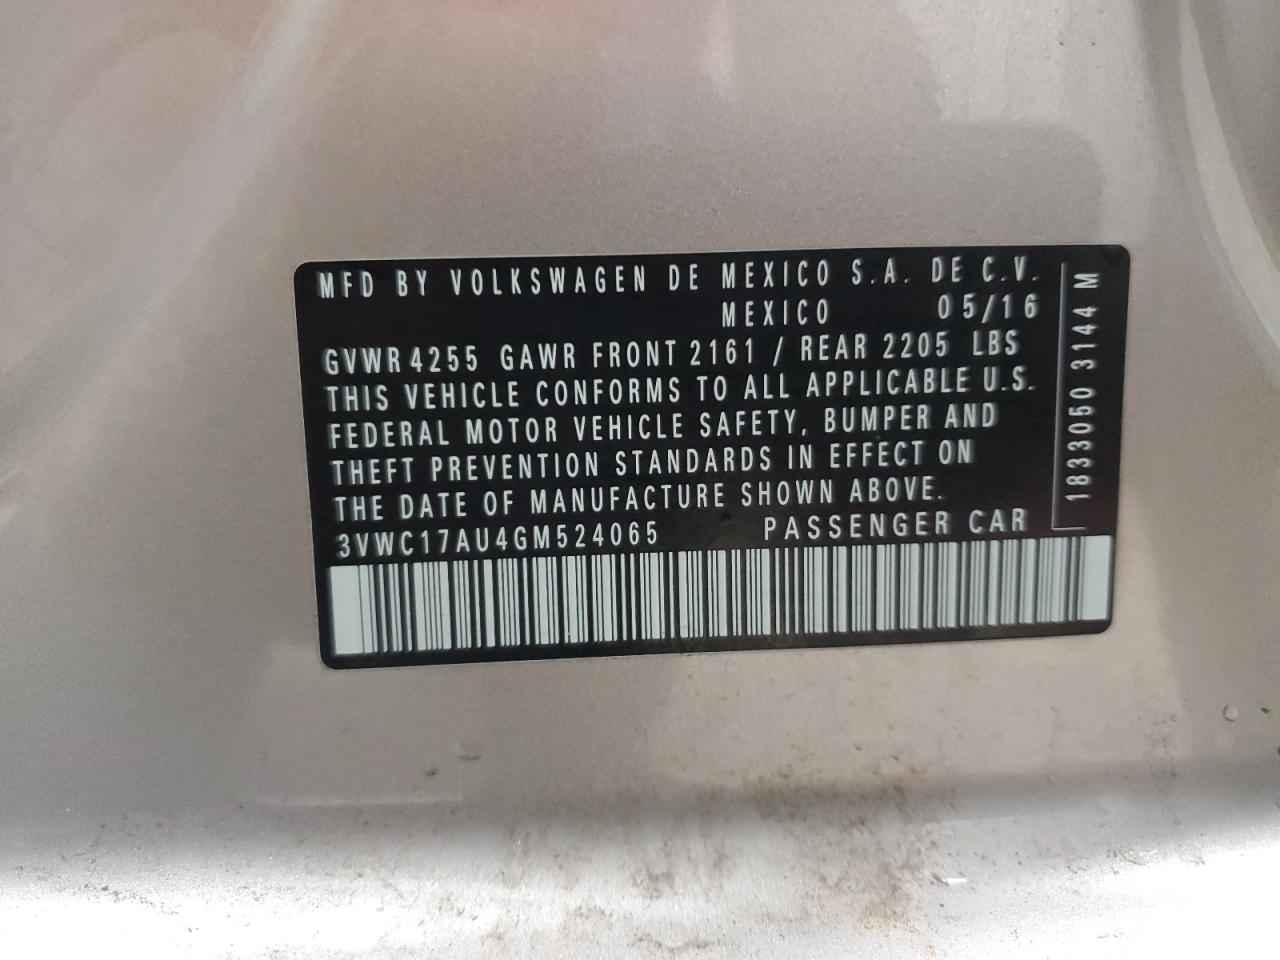 MFD BY VOLKSWAGEN DE MEXICO S.A. DE C.V.
MEXICO 05/16
GVWR 4255 GAWR FRONT 2161 / REAR 2205 LBS
THIS VEHICLE CONFORMS TO ALL APPLICABLE U.S.
FEDERAL MOTOR VEHICLE SAFETY, BUMPER AND
THEFT PREVENTION STANDARDS IN EFFECT ON
THE DATE OF MANUFACTURE SHOWN ABOVE.
3VWC17AU4GM524065 PASSENGER CAR
1833050 3144 M